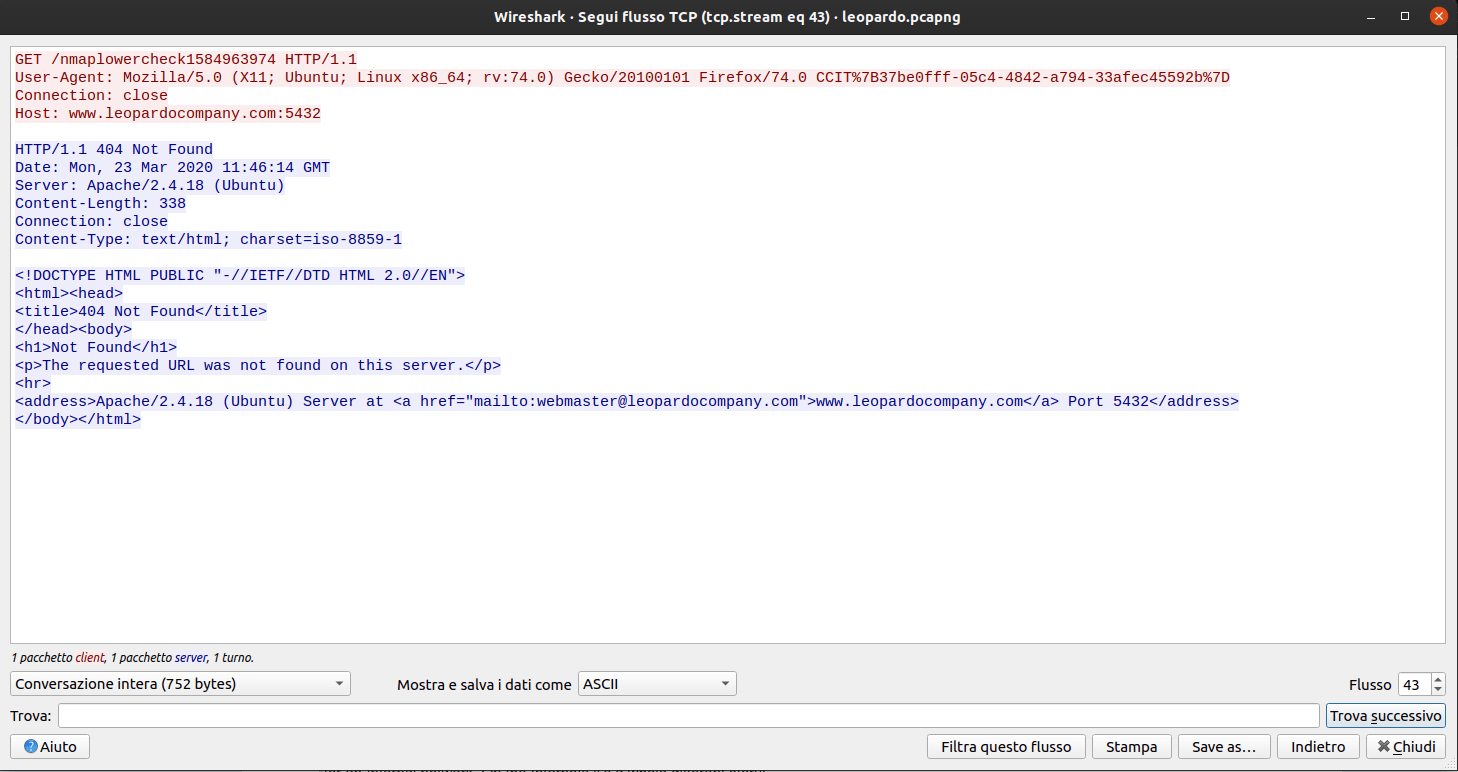 Wireshark · Segui flusso TCP (tcp.stream eq 43) · leopardo.pcapng
GET /nmaplowercheck1584963974 HTTP/1.1
User-Agent: Mozilla/5.0 (X11; Ubuntu; Linux x86_64; rv:74.0) Gecko/20100101 Firefox/74.0 CCIT%7B37be0fff-05c4-4842-a794-33afec45592b%7D
Connection: close
Host: www.leopardocompany.com:5432
HTTP/1.1 404 Not Found
Date: Mon, 23 Mar 2020 11:46:14 GMT
Server: Apache/2.4.18 (Ubuntu)
Content-Length: 338
Connection: close
Content-Type: text/html; charset=iso-8859-1
<!DOCTYPE HTML PUBLIC "-//IETF//DTD HTML 2.0//EN">
<html><head>
<title>404 Not Found</title>
</head><body>
<h1>Not Found</h1>
<p>The requested URL was not found on this server.</p>
<hr>
<address>Apache/2.4.18 (Ubuntu) Server at <a href="mailto:webmaster@leopardocompany.com">www.leopardocompany.com</a> Port 5432</address>
</body></html>
1 pacchetto client, 1 pacchetto server, 1 turno.
Conversazione intera (752 bytes) Mostra e salva i dati come ASCII Flusso 43
Trova: Trova successivo
Aiuto Filtra questo flusso Stampa Save as… Indietro Chiudi